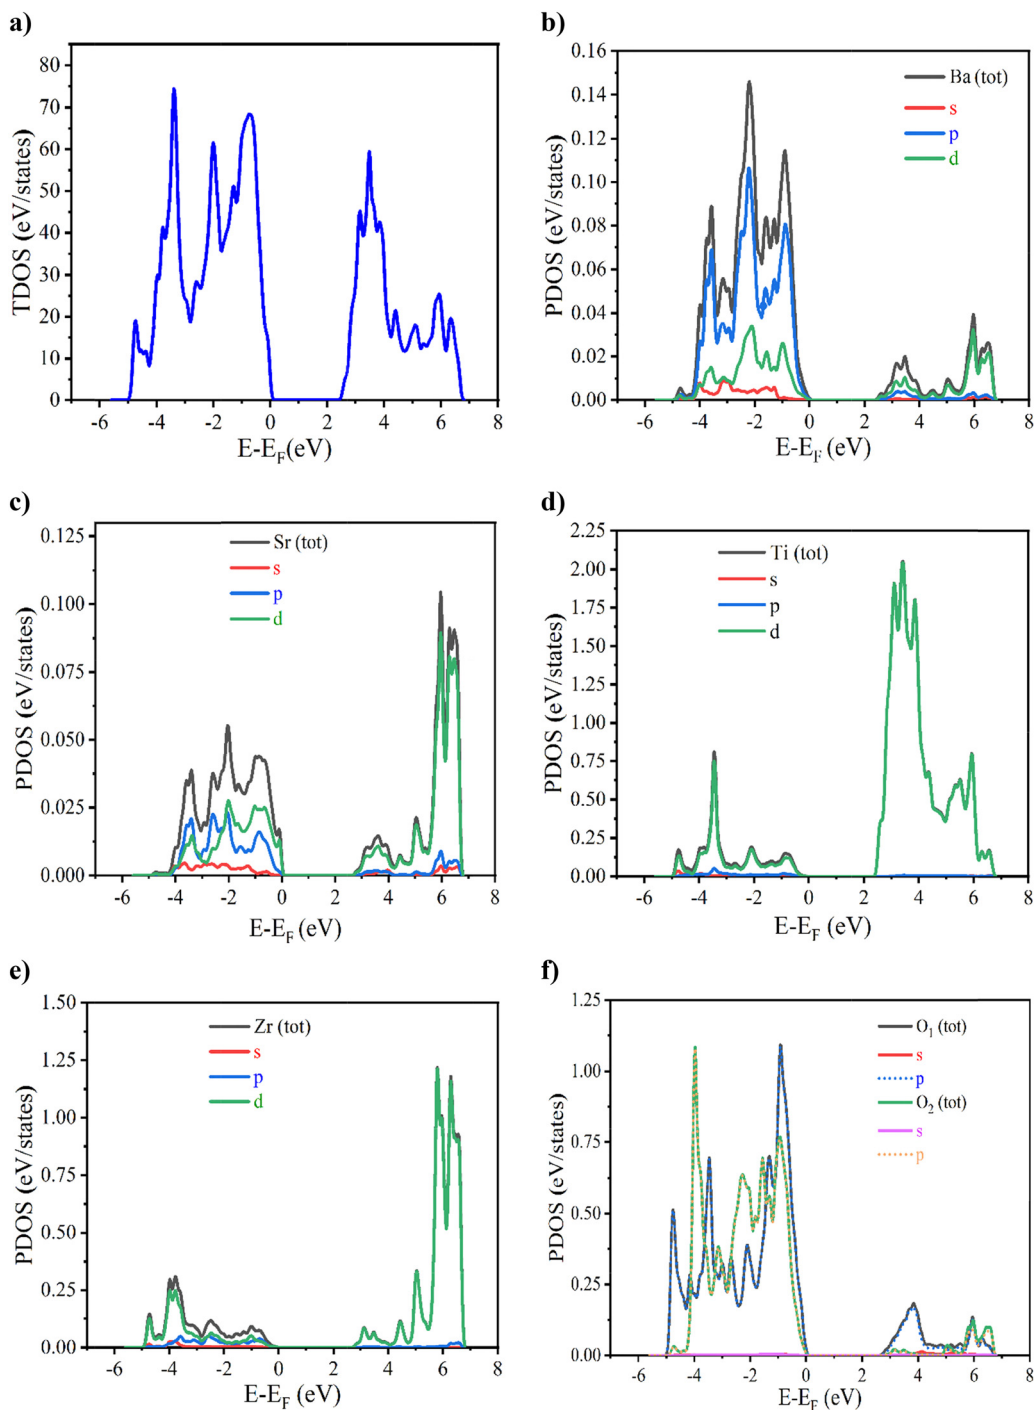 a)
80
70
60
50
40
30
20
10
0
TDOS (eV/states)
-6 -4 -2 0 2 4 6 8
E-E_F(eV)
b)
0.16
0.14
0.12
0.10
0.08
0.06
0.04
0.02
0.00
PDOS (eV/states)
Ba (tot)
s
p
d
-6 -4 -2 0 2 4 6 8
E-E_F (eV)
c)
0.125
0.100
0.075
0.050
0.025
0.000
PDOS (eV/states)
Sr (tot)
s
p
d
-6 -4 -2 0 2 4 6 8
E-E_F (eV)
d)
2.25
2.00
1.75
1.50
1.25
1.00
0.75
0.50
0.25
0.00
PDOS (eV/states)
Ti (tot)
s
p
d
-6 -4 -2 0 2 4 6 8
E-E_F (eV)
e)
1.50
1.25
1.00
0.75
0.50
0.25
0.00
PDOS (eV/states)
Zr (tot)
s
p
d
-6 -4 -2 0 2 4 6 8
E-E_F (eV)
f)
1.25
1.00
0.75
0.50
0.25
0.00
PDOS (eV/states)
O₁ (tot)
s
p
O₂ (tot)
s
p
-6 -4 -2 0 2 4 6 8
E-E_F (eV)